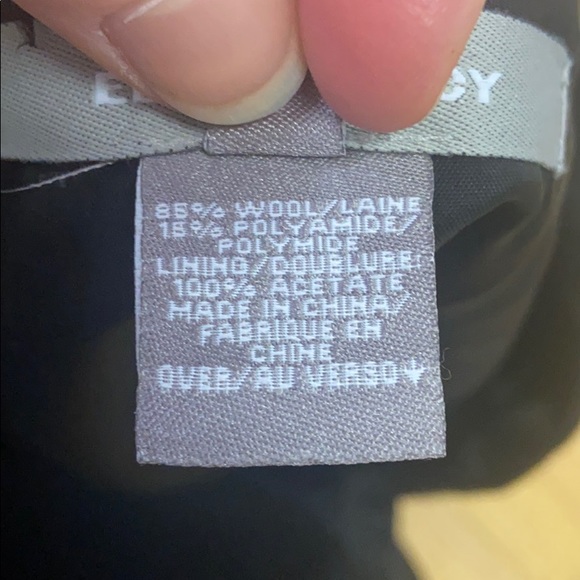 85% WOOL/LAINE
15% POLYAMIDE/
POLYMIDE
LINING/DOUBLURE:
100% ACETATE
MADE IN CHINA/
FABRIQUE EN
CHINE
OVER/AU VERSO↓